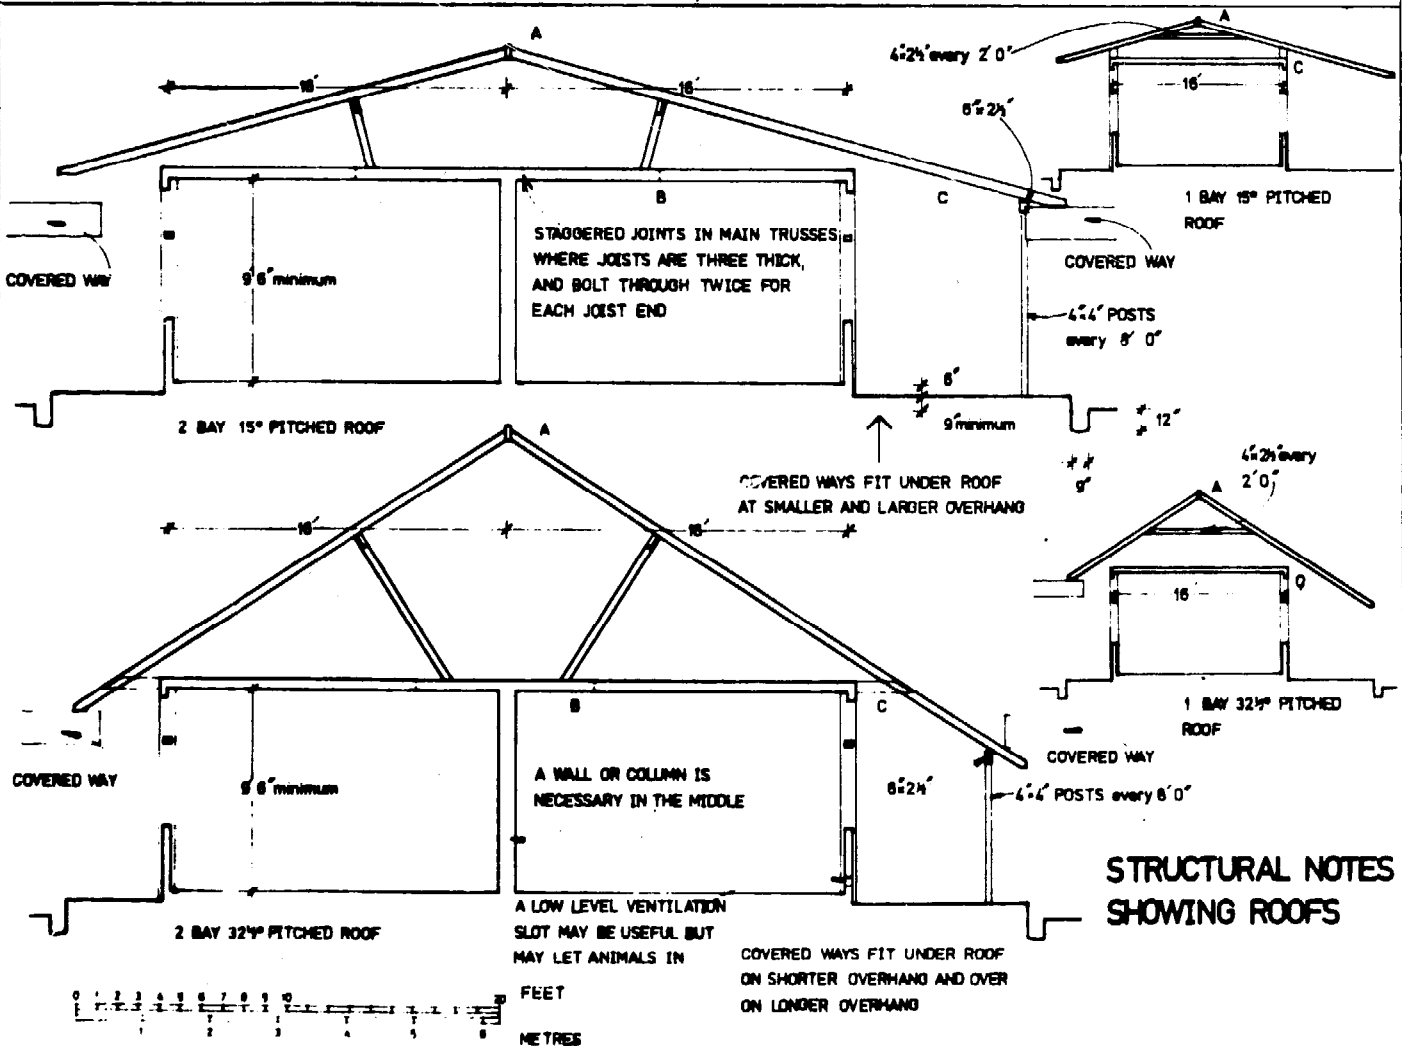 A
16'
16'
B
C
6"x2½"
STAGGERED JOINTS IN MAIN TRUSSES
WHERE JOISTS ARE THREE THICK,
AND BOLT THROUGH TWICE FOR
EACH JOIST END
9'6" minimum
COVERED WAY
COVERED WAY
4"x4" POSTS
every 8' 0"
6"
9" minimum
12"
9"
2 BAY 15° PITCHED ROOF
COVERED WAYS FIT UNDER ROOF
AT SMALLER AND LARGER OVERHANG
4"x2½" every 2' 0"
A
C
16'
1 BAY 15° PITCHED
ROOF
A
16'
16'
B
C
9'6" minimum
COVERED WAY
A WALL OR COLUMN IS
NECESSARY IN THE MIDDLE
6"x2½"
COVERED WAY
4"x4" POSTS every 8'0"
2 BAY 32½° PITCHED ROOF
A LOW LEVEL VENTILATION
SLOT MAY BE USEFUL BUT
MAY LET ANIMALS IN
COVERED WAYS FIT UNDER ROOF
ON SHORTER OVERHANG AND OVER
ON LONGER OVERHANG
4"x2½" every
2' 0"
A
16'
1 BAY 32½° PITCHED
ROOF
STRUCTURAL NOTES
SHOWING ROOFS
0 1 2 3 4 5 6 7 8 9 10 20
FEET
1 2 3 4 5 6
METRES